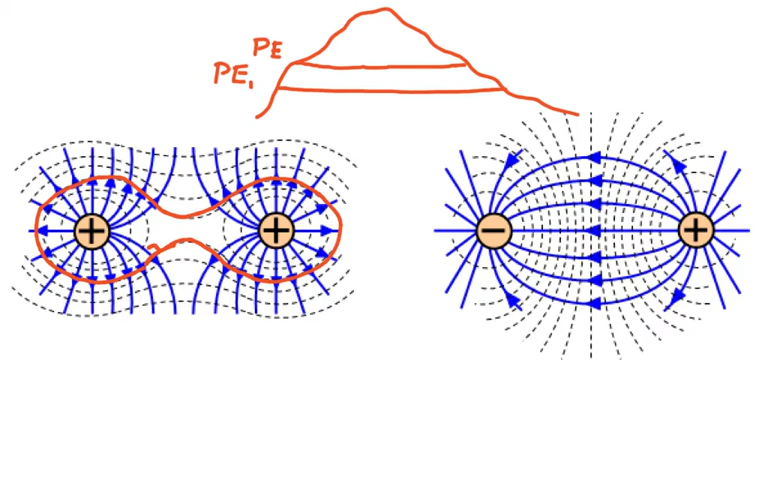 PE
PE₁
+ +
− +